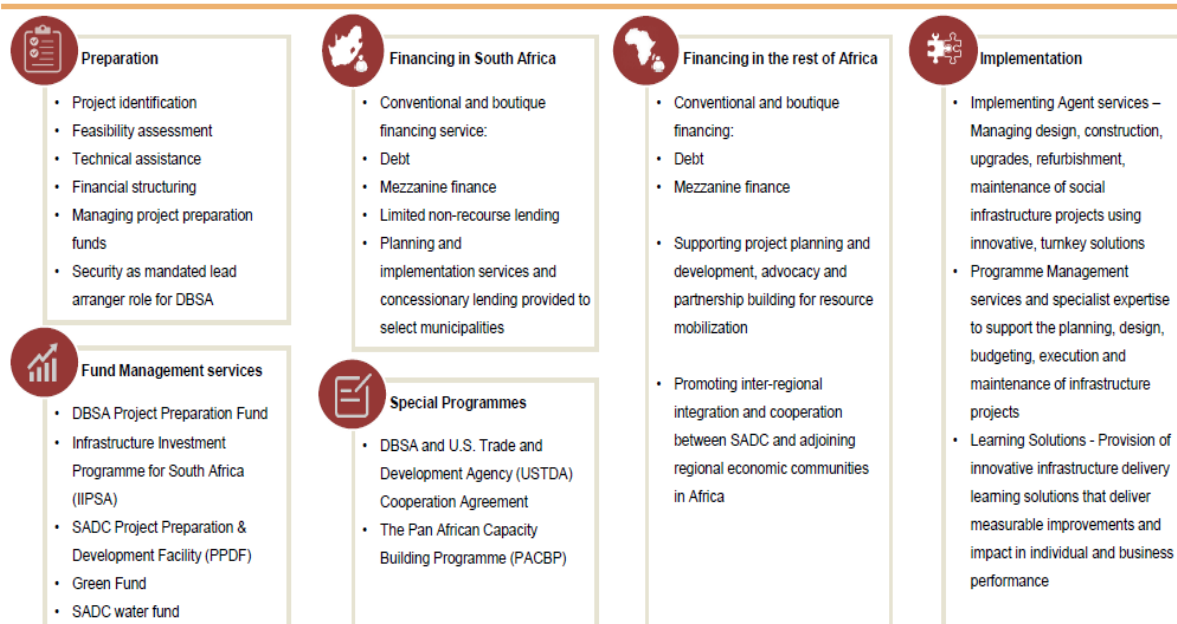 Preparation
• Project identification
• Feasibility assessment
• Technical assistance
• Financial structuring
• Managing project preparation
funds
• Security as mandated lead
arranger role for DBSA
Fund Management services
• DBSA Project Preparation Fund
• Infrastructure Investment
Programme for South Africa
(IIPSA)
• SADC Project Preparation &
Development Facility (PPDF)
• Green Fund
• SADC water fund
Financing in South Africa
• Conventional and boutique
financing service:
• Debt
• Mezzanine finance
• Limited non-recourse lending
• Planning and
implementation services and
concessionary lending provided to
select municipalities
Special Programmes
• DBSA and U.S. Trade and
Development Agency (USTDA)
Cooperation Agreement
• The Pan African Capacity
Building Programme (PACBP)
Financing in the rest of Africa
• Conventional and boutique
financing:
• Debt
• Mezzanine finance
• Supporting project planning and
development, advocacy and
partnership building for resource
mobilization
• Promoting inter-regional
integration and cooperation
between SADC and adjoining
regional economic communities
in Africa
Implementation
• Implementing Agent services –
Managing design, construction,
upgrades, refurbishment,
maintenance of social
infrastructure projects using
innovative, turnkey solutions
• Programme Management
services and specialist expertise
to support the planning, design,
budgeting, execution and
maintenance of infrastructure
projects
• Learning Solutions - Provision of
innovative infrastructure delivery
learning solutions that deliver
measurable improvements and
impact in individual and business
performance